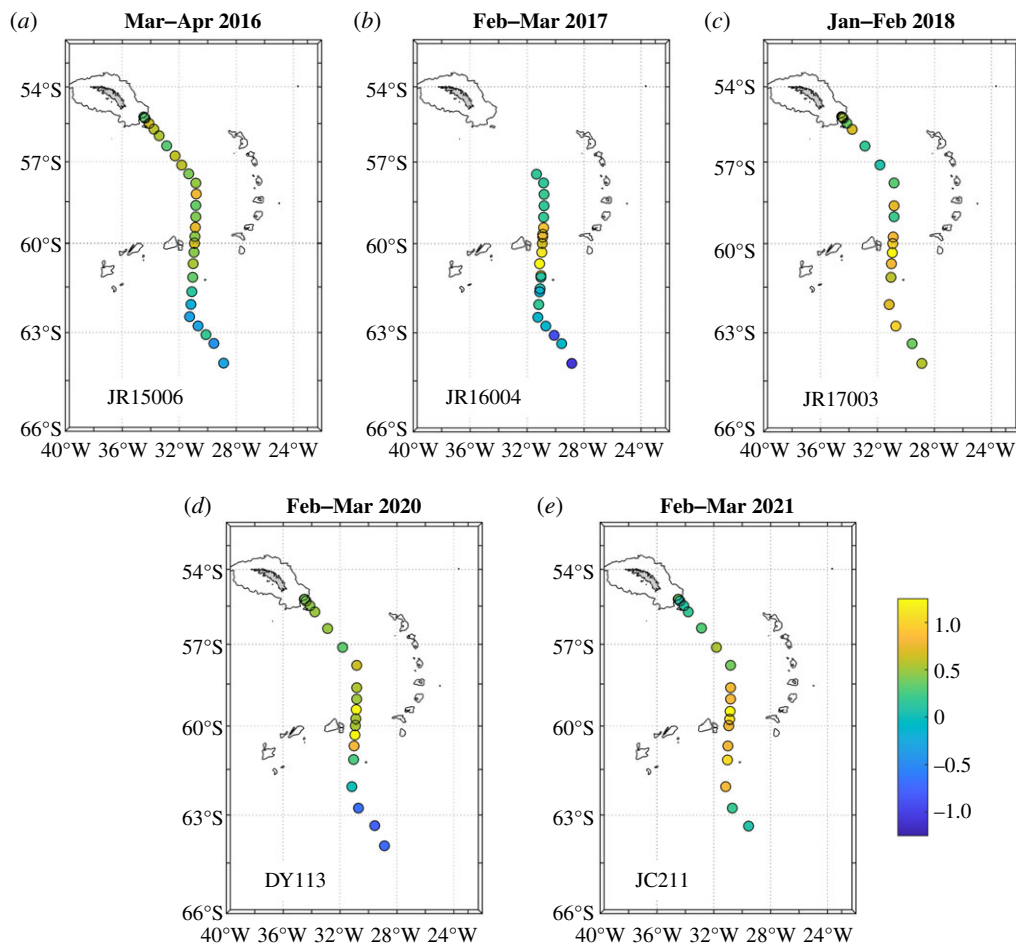 (a) Mar–Apr 2016
(b) Feb–Mar 2017
(c) Jan–Feb 2018
54°S
57°S
60°S
63°S
66°S
JR15006
40°W 36°W 32°W 28°W 24°W
54°S
57°S
60°S
63°S
66°S
JR16004
40°W 36°W 32°W 28°W 24°W
54°S
57°S
60°S
63°S
66°S
JR17003
40°W 36°W 32°W 28°W 24°W
(d) Feb–Mar 2020
(e) Feb–Mar 2021
54°S
57°S
60°S
63°S
66°S
DY113
40°W 36°W 32°W 28°W 24°W
54°S
57°S
60°S
63°S
66°S
JC211
40°W 36°W 32°W 28°W 24°W
1.0
0.5
0
–0.5
–1.0